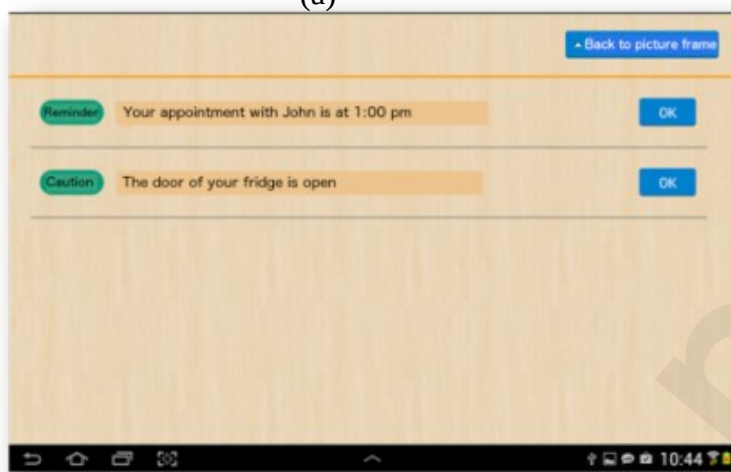 (a)
Back to picture frame
Reminder Your appointment with John is at 1:00 pm OK
Caution The door of your fridge is open OK
10:44